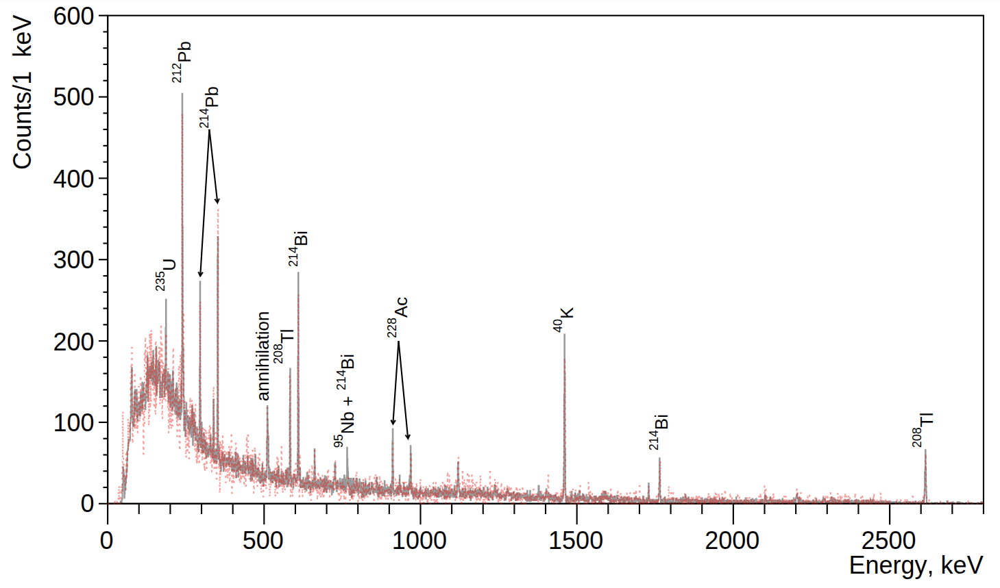 Counts/1 keV
600
500
400
300
200
100
0
²¹²Pb
²¹⁴Pb
²³⁵U
²¹⁴Bi
annihilation
²⁰⁸Tl
⁹⁵Nb + ²¹⁴Bi
²²⁸Ac
⁴⁰K
²¹⁴Bi
²⁰⁸Tl
0 500 1000 1500 2000 2500
Energy, keV